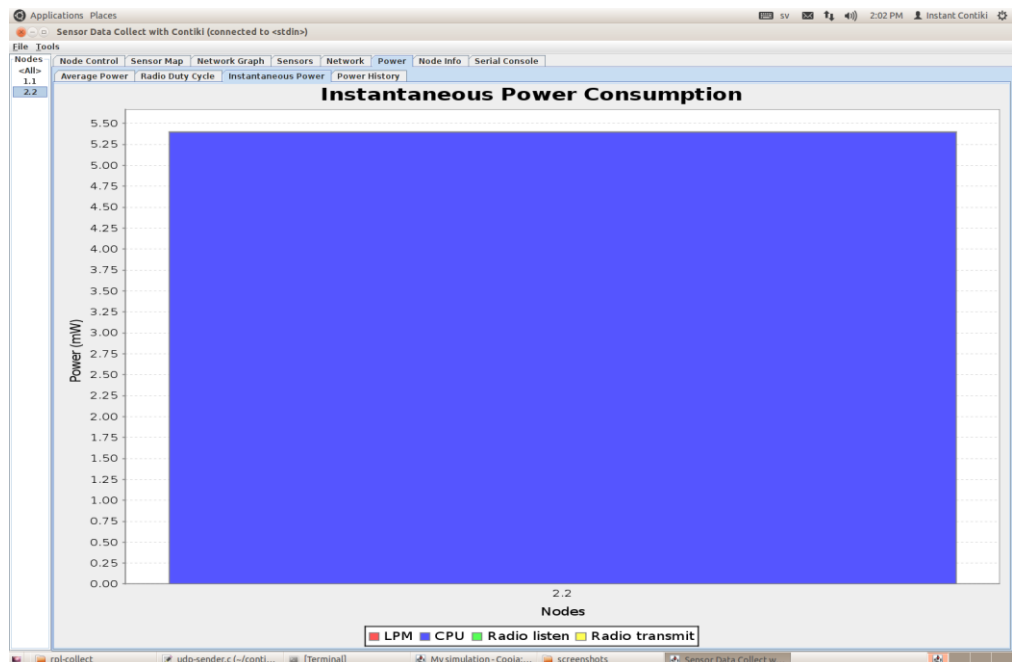 Applications Places sv 2:02 PM Instant Contiki
Sensor Data Collect with Contiki (connected to <stdin>)
File Tools
Nodes
<All>
1.1
2.2
Node Control Sensor Map Network Graph Sensors Network Power Node Info Serial Console
Average Power Radio Duty Cycle Instantaneous Power Power History
Instantaneous Power Consumption
Power (mW)
5.50
5.25
5.00
4.75
4.50
4.25
4.00
3.75
3.50
3.25
3.00
2.75
2.50
2.25
2.00
1.75
1.50
1.25
1.00
0.75
0.50
0.25
0.00
2.2
Nodes
LPM CPU Radio listen Radio transmit
rpl-collect udp-sender.c (~/conti... [Terminal] My simulation - Cooja:... screenshots Sensor Data Collect w...